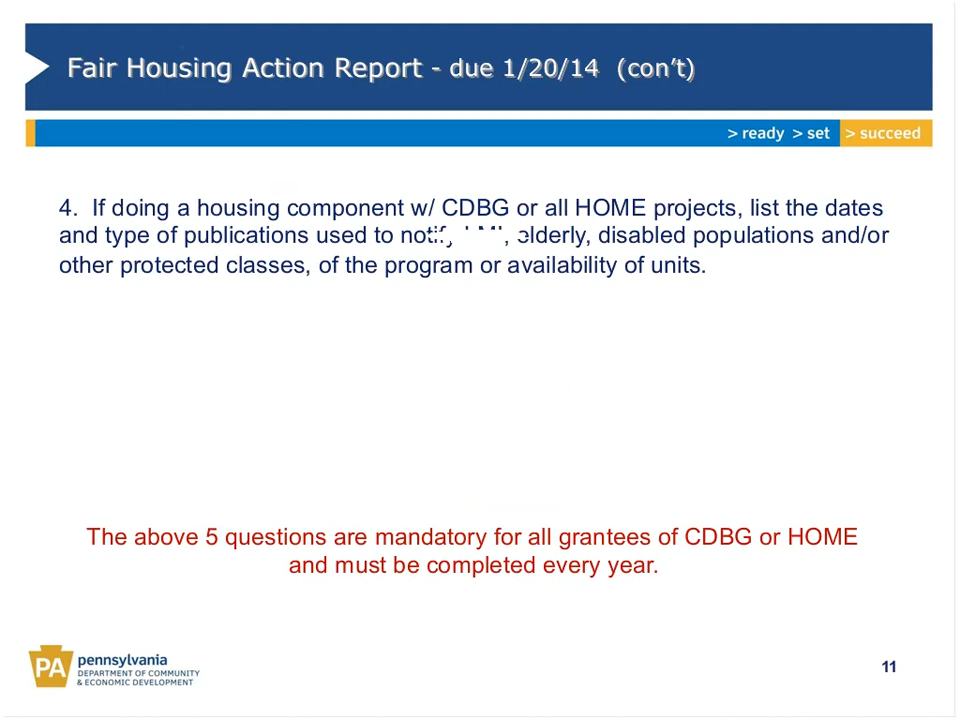 Fair Housing Action Report - due 1/20/14 (con't)
> ready > set > succeed
4. If doing a housing component w/ CDBG or all HOME projects, list the dates
and type of publications used to notify LMI, elderly, disabled populations and/or
other protected classes, of the program or availability of units.
The above 5 questions are mandatory for all grantees of CDBG or HOME
and must be completed every year.
PA
pennsylvania
DEPARTMENT OF COMMUNITY
& ECONOMIC DEVELOPMENT
11